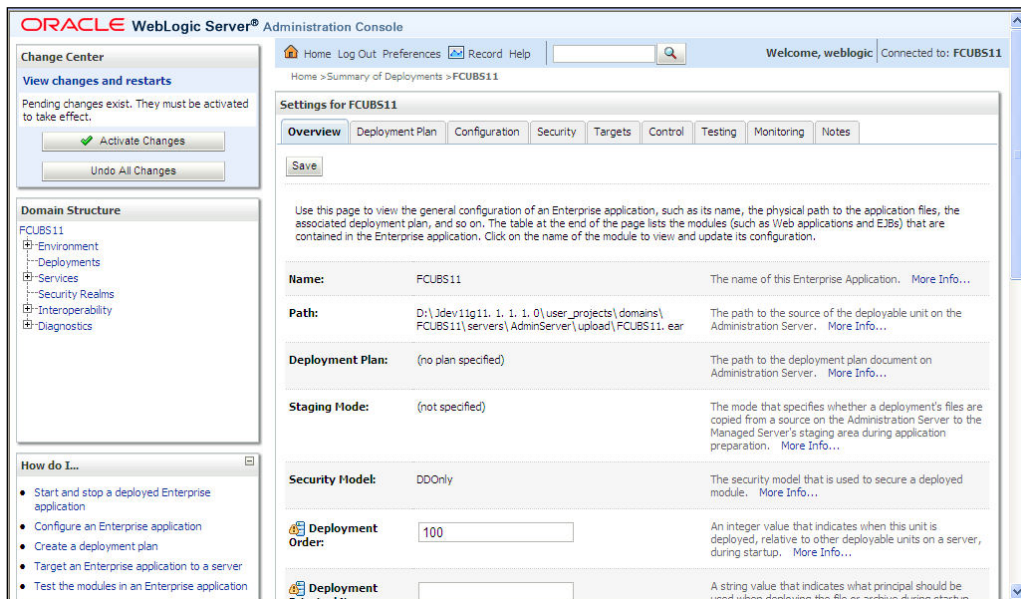 ORACLE WebLogic Server® Administration Console
Change Center
View changes and restarts
Pending changes exist. They must be activated
to take effect.
Activate Changes
Undo All Changes
Domain Structure
FCUBS11
Environment
Deployments
Services
Security Realms
Interoperability
Diagnostics
How do I...
Start and stop a deployed Enterprise
application
Configure an Enterprise application
Create a deployment plan
Target an Enterprise application to a server
Test the modules in an Enterprise application
Home Log Out Preferences Record Help
Welcome, weblogic Connected to: FCUBS11
Home >Summary of Deployments >FCUBS11
Settings for FCUBS11
Overview Deployment Plan Configuration Security Targets Control Testing Monitoring Notes
Save
Use this page to view the general configuration of an Enterprise application, such as its name, the physical path to the application files, the
associated deployment plan, and so on. The table at the end of the page lists the modules (such as Web applications and EJBs) that are
contained in the Enterprise application. Click on the name of the module to view and update its configuration.
Name: FCUBS11 The name of this Enterprise Application. More Info...
Path: D:\Jdev11g11. 1. 1. 1. 0\user_projects\domains\
FCUBS11\servers\AdminServer\upload\FCUBS11. ear
The path to the source of the deployable unit on the
Administration Server. More Info...
Deployment Plan: (no plan specified) The path to the deployment plan document on
Administration Server. More Info...
Staging Mode: (not specified) The mode that specifies whether a deployment's files are
copied from a source on the Administration Server to the
Managed Server's staging area during application
preparation. More Info...
Security Model: DDOnly The security model that is used to secure a deployed
module. More Info...
Deployment
Order:
100
An integer value that indicates when this unit is
deployed, relative to other deployable units on a server,
during startup. More Info...
Deployment
A string value that indicates what principal should be
used when deploying the file or archive during startup